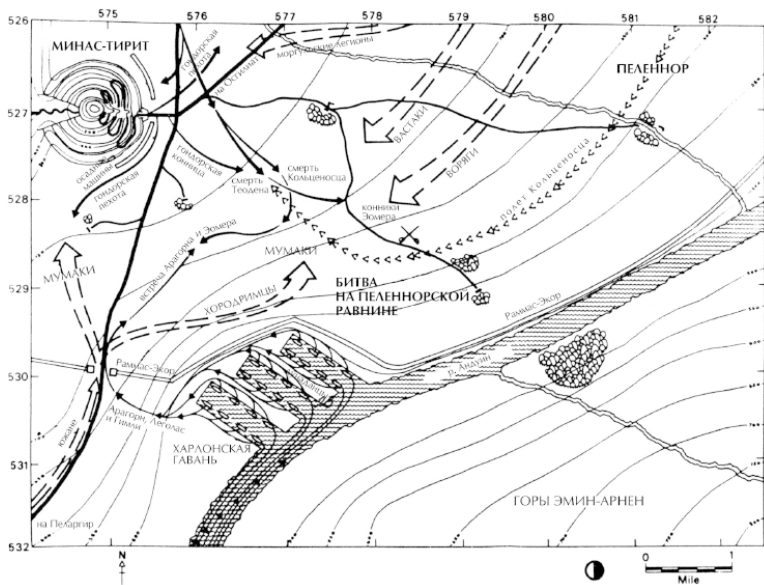 575 576 577 578 579 580 581 582
526
527
528
529
530
531
532
МИНАС-ТИРИТ
гондорская
пехота
на Осгилиат
моргульские легионы
ПЕЛЕННОР
ВАСТАКИ
ВОРЯГИ
осадные
машины
гондорская
пехота
гондорская
конница
смерть
Кольценосца
смерть
Теодена
конники
Эомера
полет Кольценосца
МУМАКИ
встреча Арагорна и Эомера
МУМАКИ
ХОРОДРИМЦЫ
БИТВА
НА ПЕЛЕННОРСКОЙ
РАВНИНЕ
Раммас-Экор
Раммас-Экор
р. Андуин
Арагорн, Леголас
и Гимли
южане
ХАРЛОНСКАЯ
ГАВАНЬ
ГОРЫ ЭМИН-АРНЕН
на Пеларгир
N
0 1
Mile